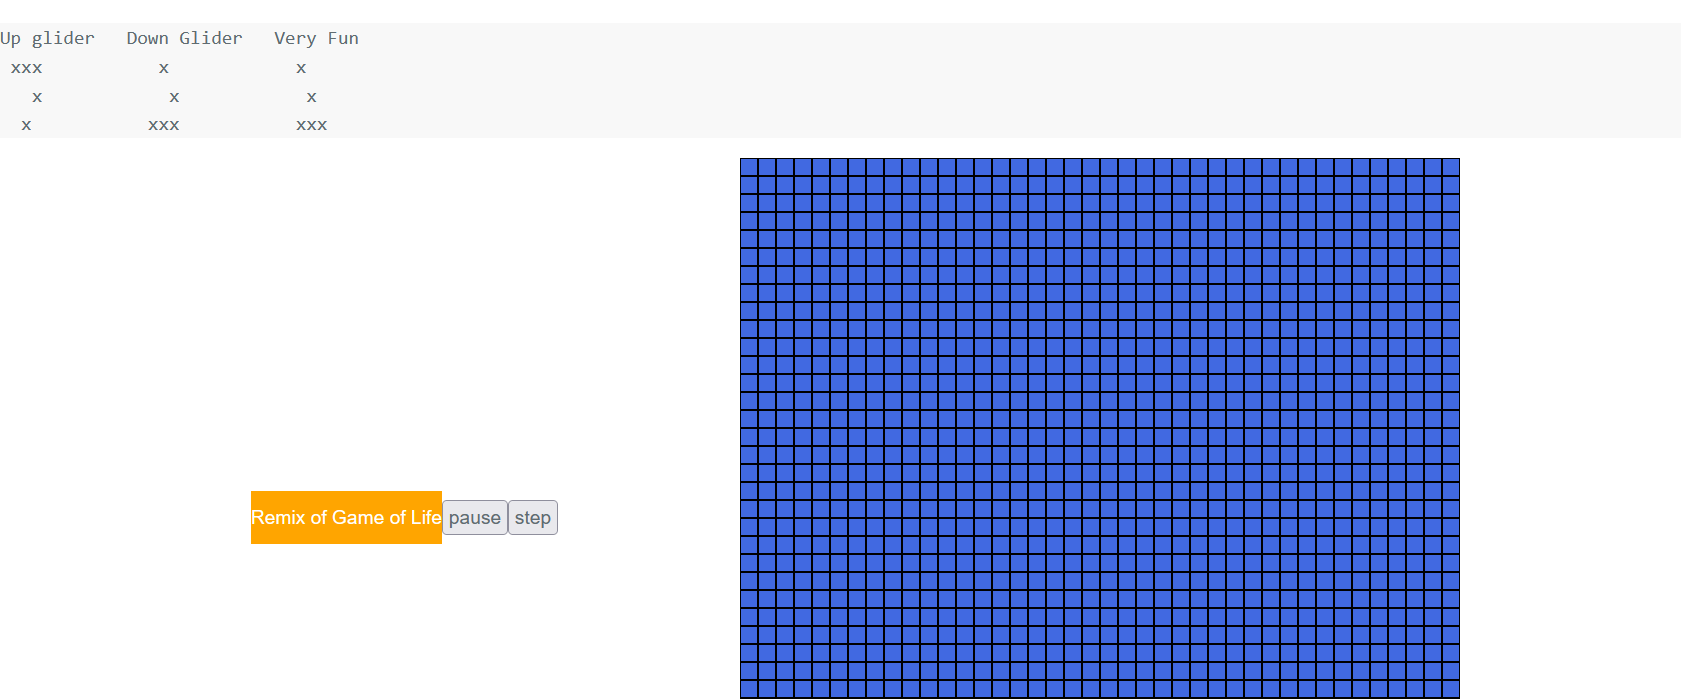 Up glider   Down Glider   Very Fun
 xxx           x            x
   x            x            x
  x           xxx           xxx
Remix of Game of Life pause step